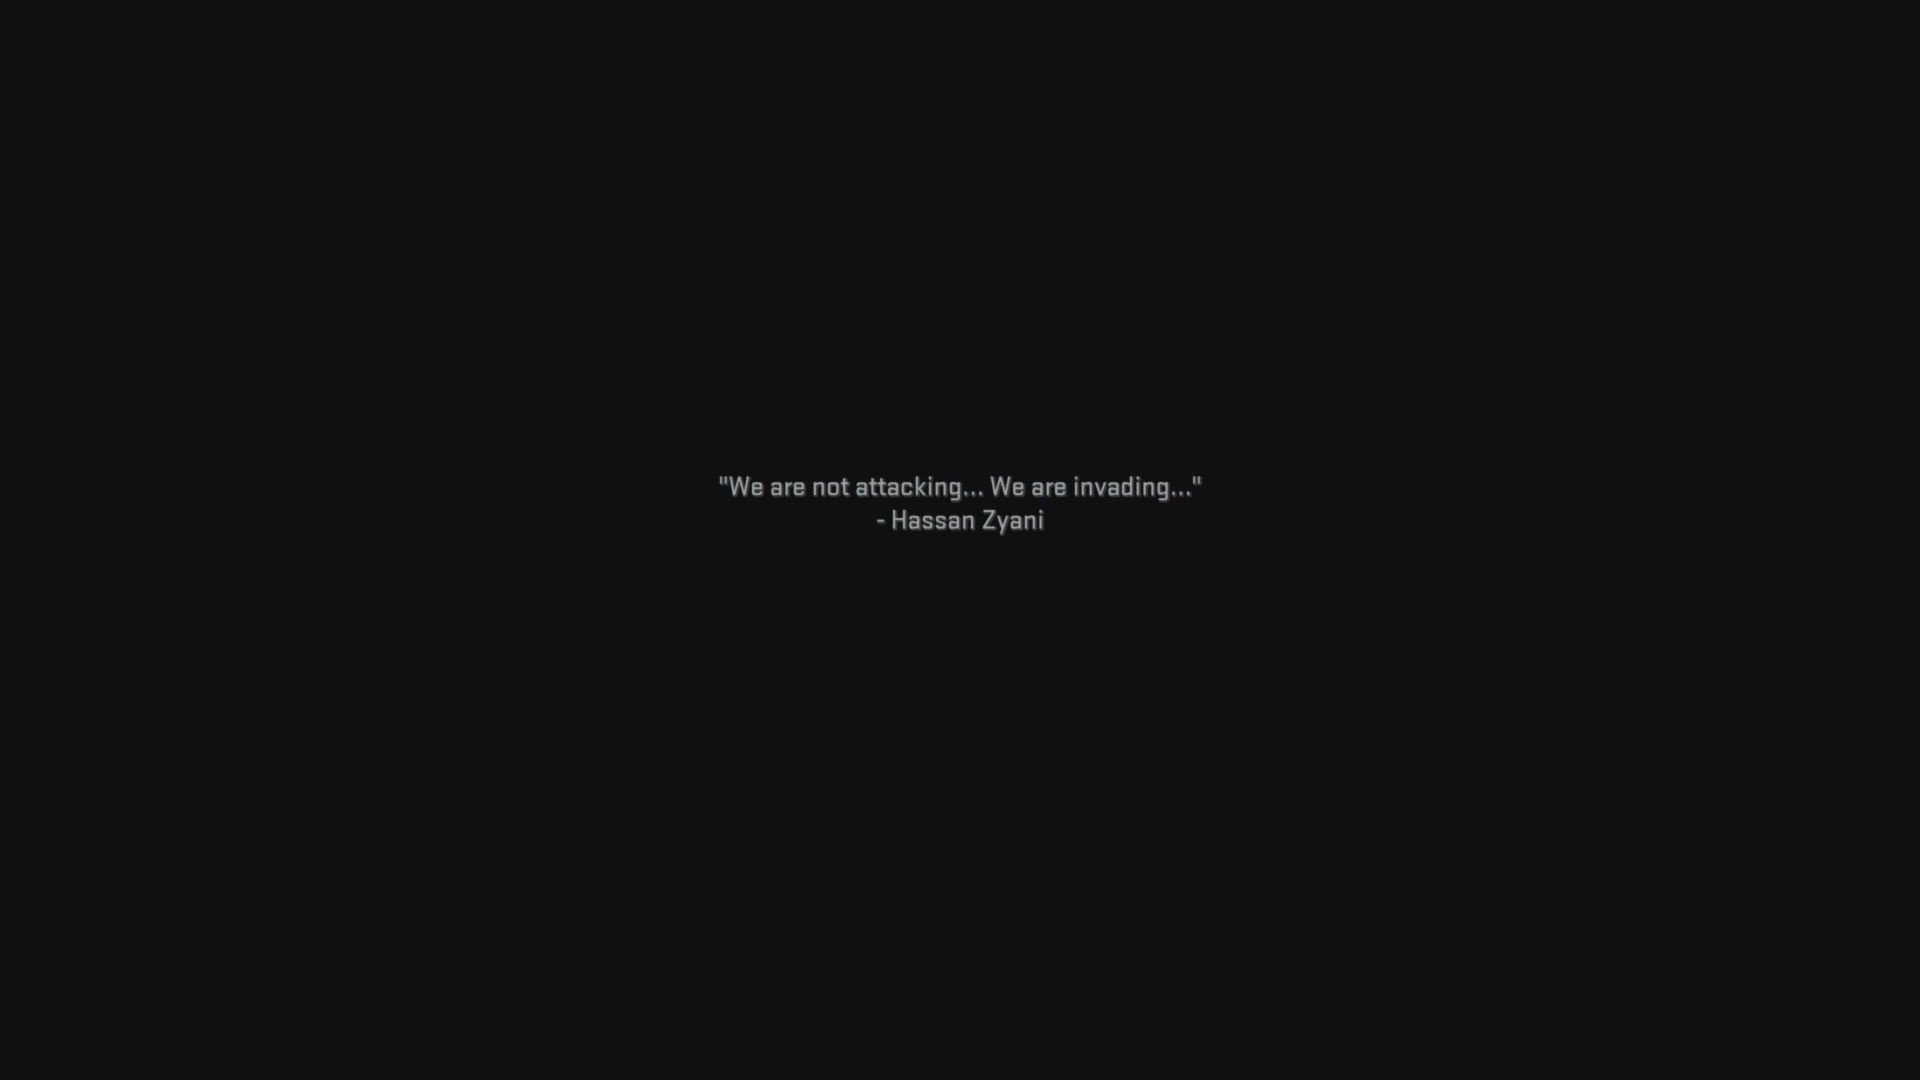 "We are not attacking... We are invading..."
- Hassan Zyani